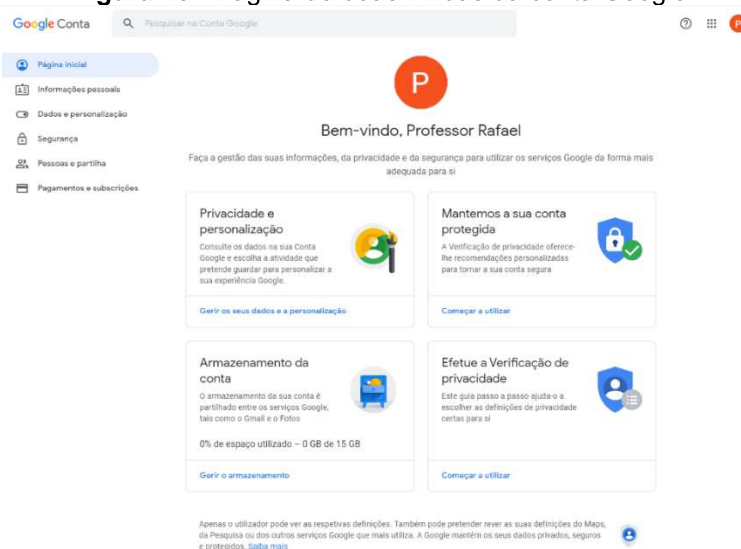 Google Conta
Pesquisar na Conta Google
P
Página inicial
Informações pessoais
Dados e personalização
Segurança
Pessoas e partilha
Pagamentos e subscrições
P
Bem-vindo, Professor Rafael
Faça a gestão das suas informações, da privacidade e da segurança para utilizar os serviços Google da forma mais
adequada para si
Privacidade e
personalização
Consulte os dados na sua Conta
Google e escolha a atividade que
pretende guardar para personalizar a
sua experiência Google.
Gerir os seus dados e a personalização
Mantemos a sua conta
protegida
A Verificação de privacidade oferece-
lhe recomendações personalizadas
para tornar a sua conta segura
Começar a utilizar
Armazenamento da
conta
O armazenamento da sua conta é
partilhado entre os serviços Google,
tais como o Gmail e o Fotos
0% de espaço utilizado – 0 GB de 15 GB
Gerir o armazenamento
Efetue a Verificação de
privacidade
Este guia passo a passo ajuda-o a
escolher as definições de privacidade
certas para si
Começar a utilizar
Apenas o utilizador pode ver as respetivas definições. Também pode pretender rever as suas definições do Maps,
da Pesquisa ou dos outros serviços Google que mais utiliza. A Google mantém os seus dados privados, seguros
e protegidos. Saiba mais